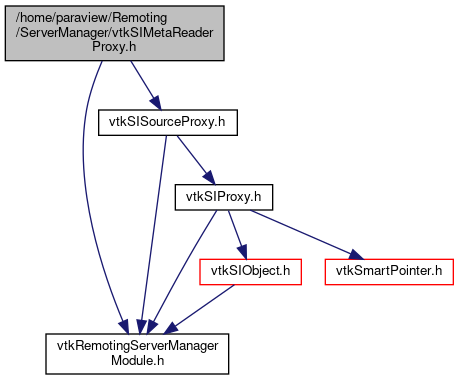 /home/paraview/Remoting
/ServerManager/vtkSIMetaReader
Proxy.h
vtkSISourceProxy.h
vtkSIProxy.h
vtkSIObject.h
vtkSmartPointer.h
vtkRemotingServerManager
Module.h